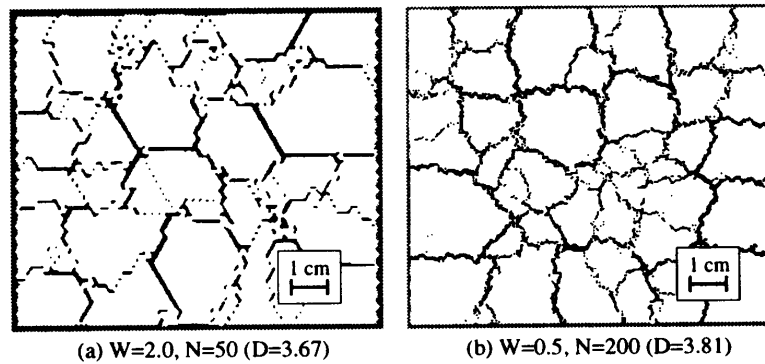 1 cm
1 cm
(a) W=2.0, N=50 (D=3.67)
(b) W=0.5, N=200 (D=3.81)